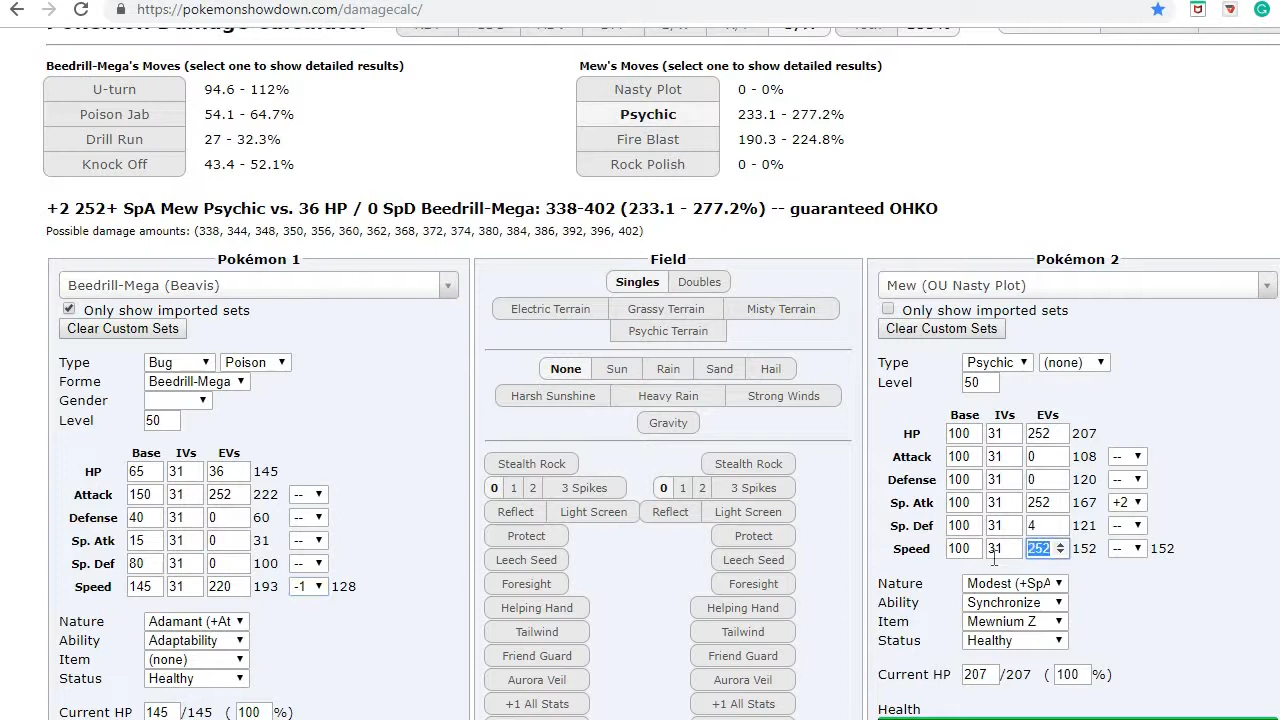 https://pokemonshowdown.com/damagecalc/
Beedrill-Mega's Moves (select one to show detailed results)
U-turn 94.6 - 112%
Poison Jab 54.1 - 64.7%
Drill Run 27 - 32.3%
Knock Off 43.4 - 52.1%
Mew's Moves (select one to show detailed results)
Nasty Plot 0 - 0%
Psychic 233.1 - 277.2%
Fire Blast 190.3 - 224.8%
Rock Polish 0 - 0%
+2 252+ SpA Mew Psychic vs. 36 HP / 0 SpD Beedrill-Mega: 338-402 (233.1 - 277.2%) -- guaranteed OHKO
Possible damage amounts: (338, 344, 348, 350, 356, 360, 362, 368, 372, 374, 380, 384, 386, 392, 396, 402)
Pokémon 1
Beedrill-Mega (Beavis)
Only show imported sets
Clear Custom Sets
Type Bug Poison
Forme Beedrill-Mega
Gender
Level 50
Base IVs EVs
HP 65 31 36 145
Attack 150 31 252 222 --
Defense 40 31 0 60 --
Sp. Atk 15 31 0 31 --
Sp. Def 80 31 0 100 --
Speed 145 31 220 193 -1 128
Nature Adamant (+At
Ability Adaptability
Item (none)
Status Healthy
Current HP 145 /145 ( 100 %)
Field
Singles Doubles
Electric Terrain Grassy Terrain Misty Terrain
Psychic Terrain
None Sun Rain Sand Hail
Harsh Sunshine Heavy Rain Strong Winds
Gravity
Stealth Rock Stealth Rock
0 1 2 3 Spikes 0 1 2 3 Spikes
Reflect Light Screen Reflect Light Screen
Protect Protect
Leech Seed Leech Seed
Foresight Foresight
Helping Hand Helping Hand
Tailwind Tailwind
Friend Guard Friend Guard
Aurora Veil Aurora Veil
+1 All Stats +1 All Stats
Pokémon 2
Mew (OU Nasty Plot)
Only show imported sets
Clear Custom Sets
Type Psychic (none)
Level 50
Base IVs EVs
HP 100 31 252 207
Attack 100 31 0 108 --
Defense 100 31 0 120 --
Sp. Atk 100 31 252 167 +2
Sp. Def 100 31 4 121 --
Speed 100 31 252 152 -- 152
Nature Modest (+SpA
Ability Synchronize
Item Mewnium Z
Status Healthy
Current HP 207 /207 ( 100 %)
Health